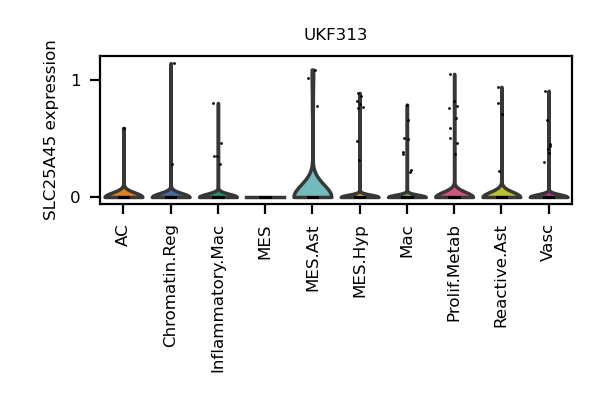 UKF313
SLC25A45 expression
1
0
AC
Chromatin.Reg
Inflammatory.Mac
MES
MES.Ast
MES.Hyp
Mac
Prolif.Metab
Reactive.Ast
Vasc